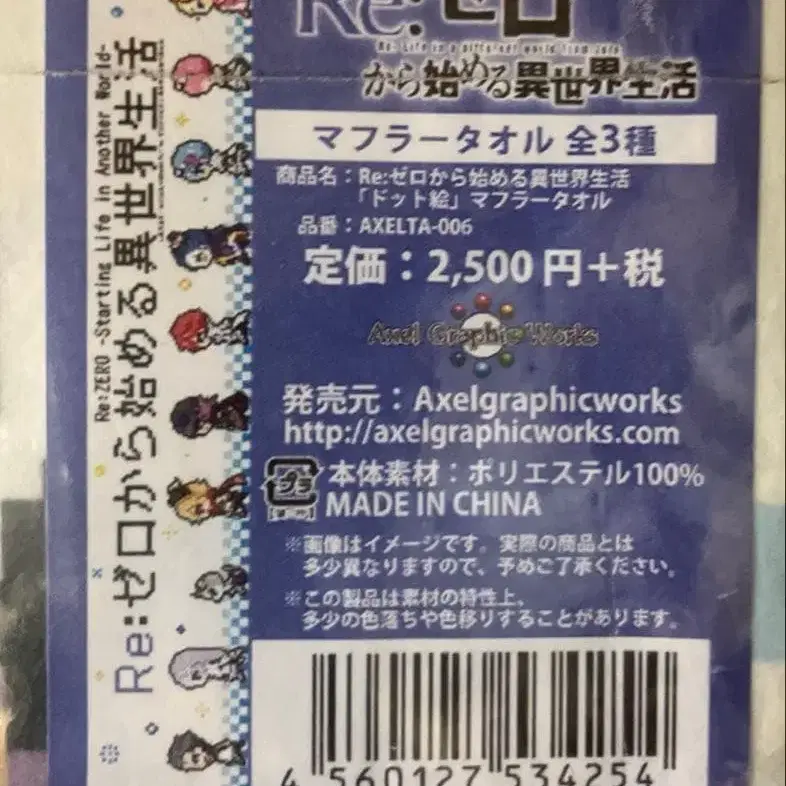 Re:ゼロ
Re: Life in a different world from zero
から始める異世界生活
マフラータオル 全3種
商品名：Re:ゼロから始める異世界生活
「ドット絵」マフラータオル
品番：AXELTA-006
定価：2,500円＋税
Axel Graphic Works
発売元：Axelgraphicworks
http://axelgraphicworks.com
プラ
本体素材：ポリエステル100%
MADE IN CHINA
※画像はイメージです。実際の商品とは
多少異なりますので、予めご了承ください。
※この製品は素材の特性上、
多少の色落ちや色移りすることがあります。
4 560127 534254
Re:ZERO -Starting Life in Another World-
Re:ゼロから始める異世界生活